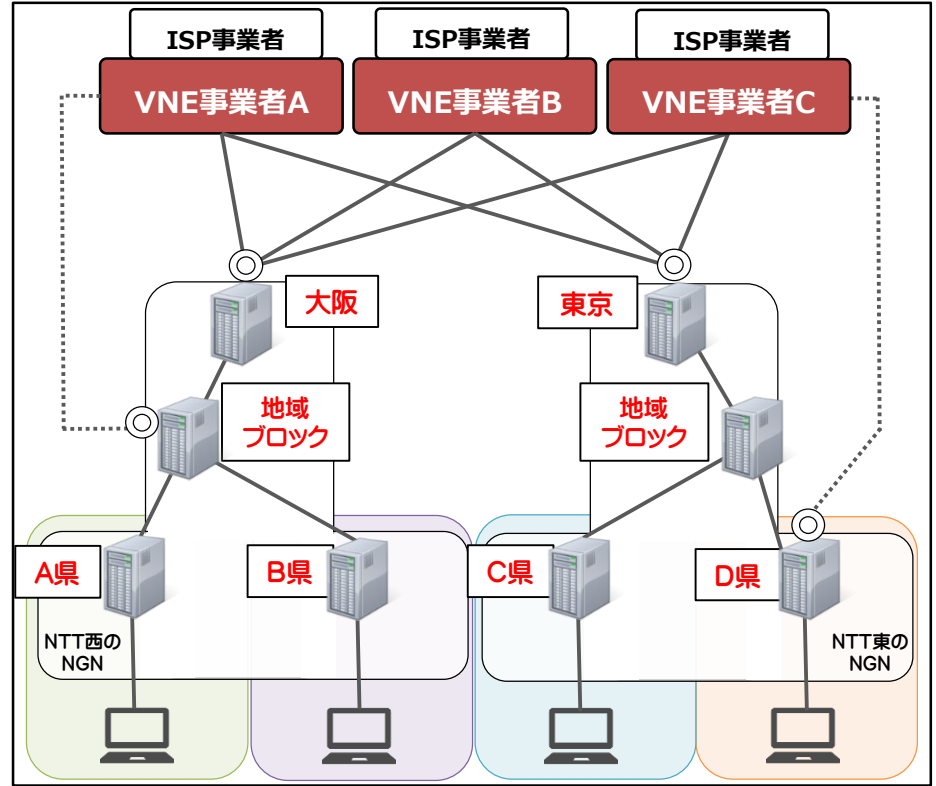 ISP事業者
ISP事業者
ISP事業者
VNE事業者A
VNE事業者B
VNE事業者C
大阪
東京
地域
ブロック
地域
ブロック
A県
B県
C県
D県
NTT西の
NGN
NTT東の
NGN